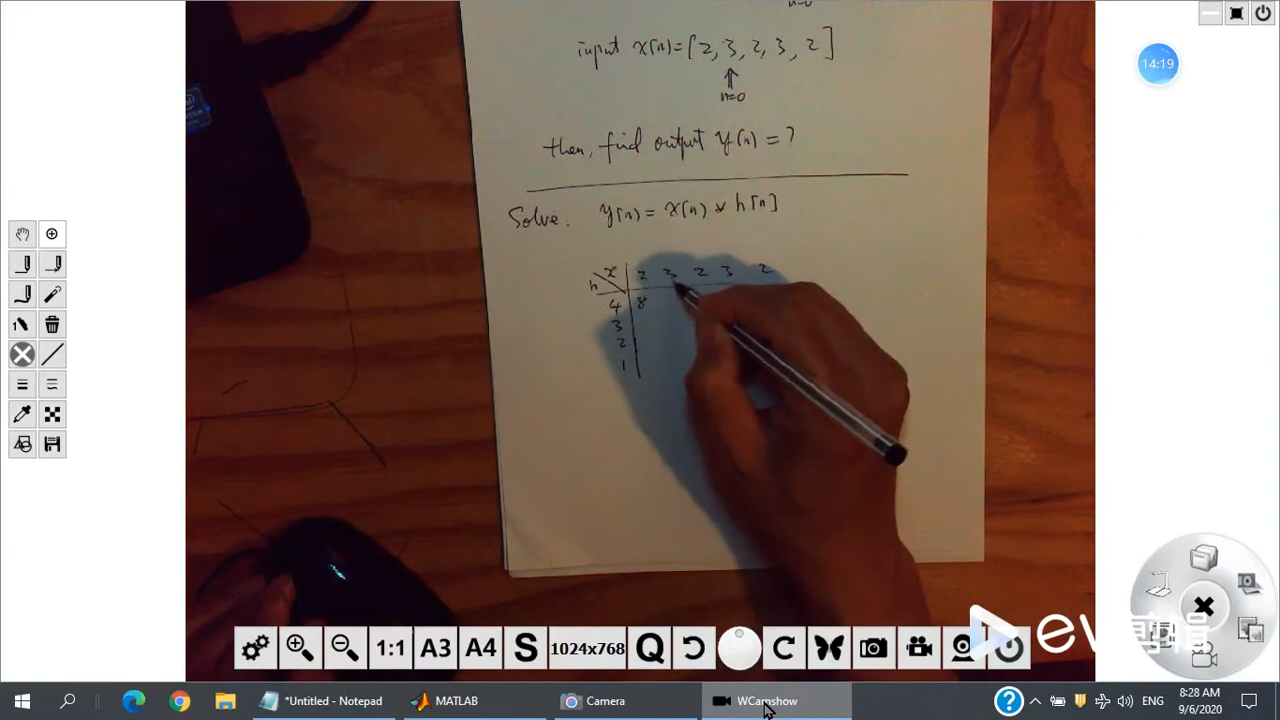 n=0
14:19
input x[n]=[2, 3, 2, 3, 2]
n=0
then, find output y[n] = ?
Solve: y[n] = x[n] * h[n]
x 2 3 2 3 2
h
4 8
3
2
1
1:1 A3 A4 S 1024x768 Q
*Untitled - Notepad MATLAB Camera WCamshow ENG 8:28 AM
9/6/2020